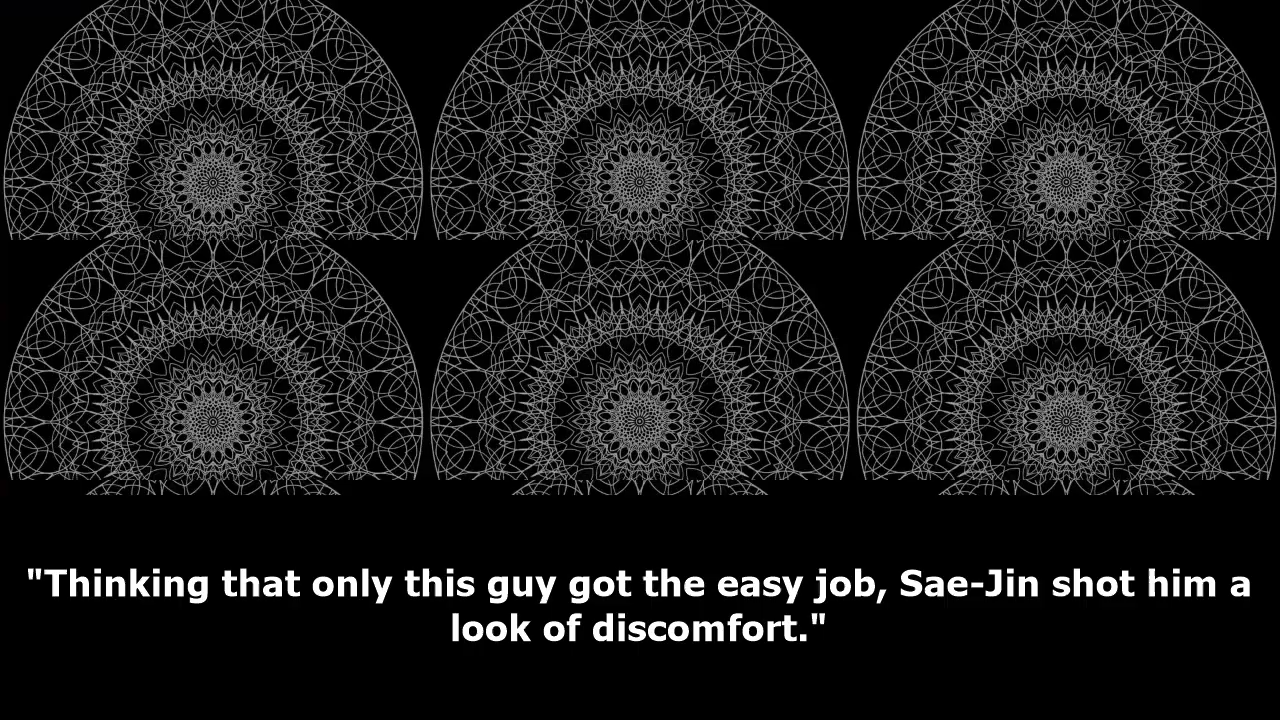 "Thinking that only this guy got the easy job, Sae-Jin shot him a
look of discomfort."